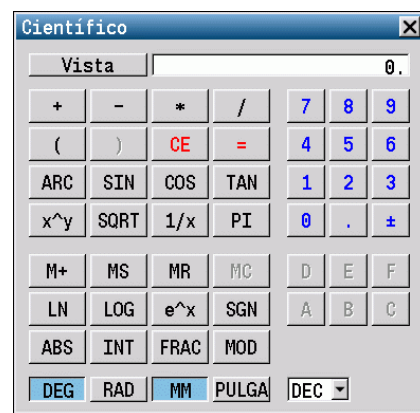 Científico
Vista 0.
+ - * / 7 8 9
( ) CE = 4 5 6
ARC SIN COS TAN 1 2 3
x^y SQRT 1/x PI 0 . ±
M+ MS MR MC D E F
LN LOG e^x SGN A B C
ABS INT FRAC MOD
DEG RAD MM PULGA DEC